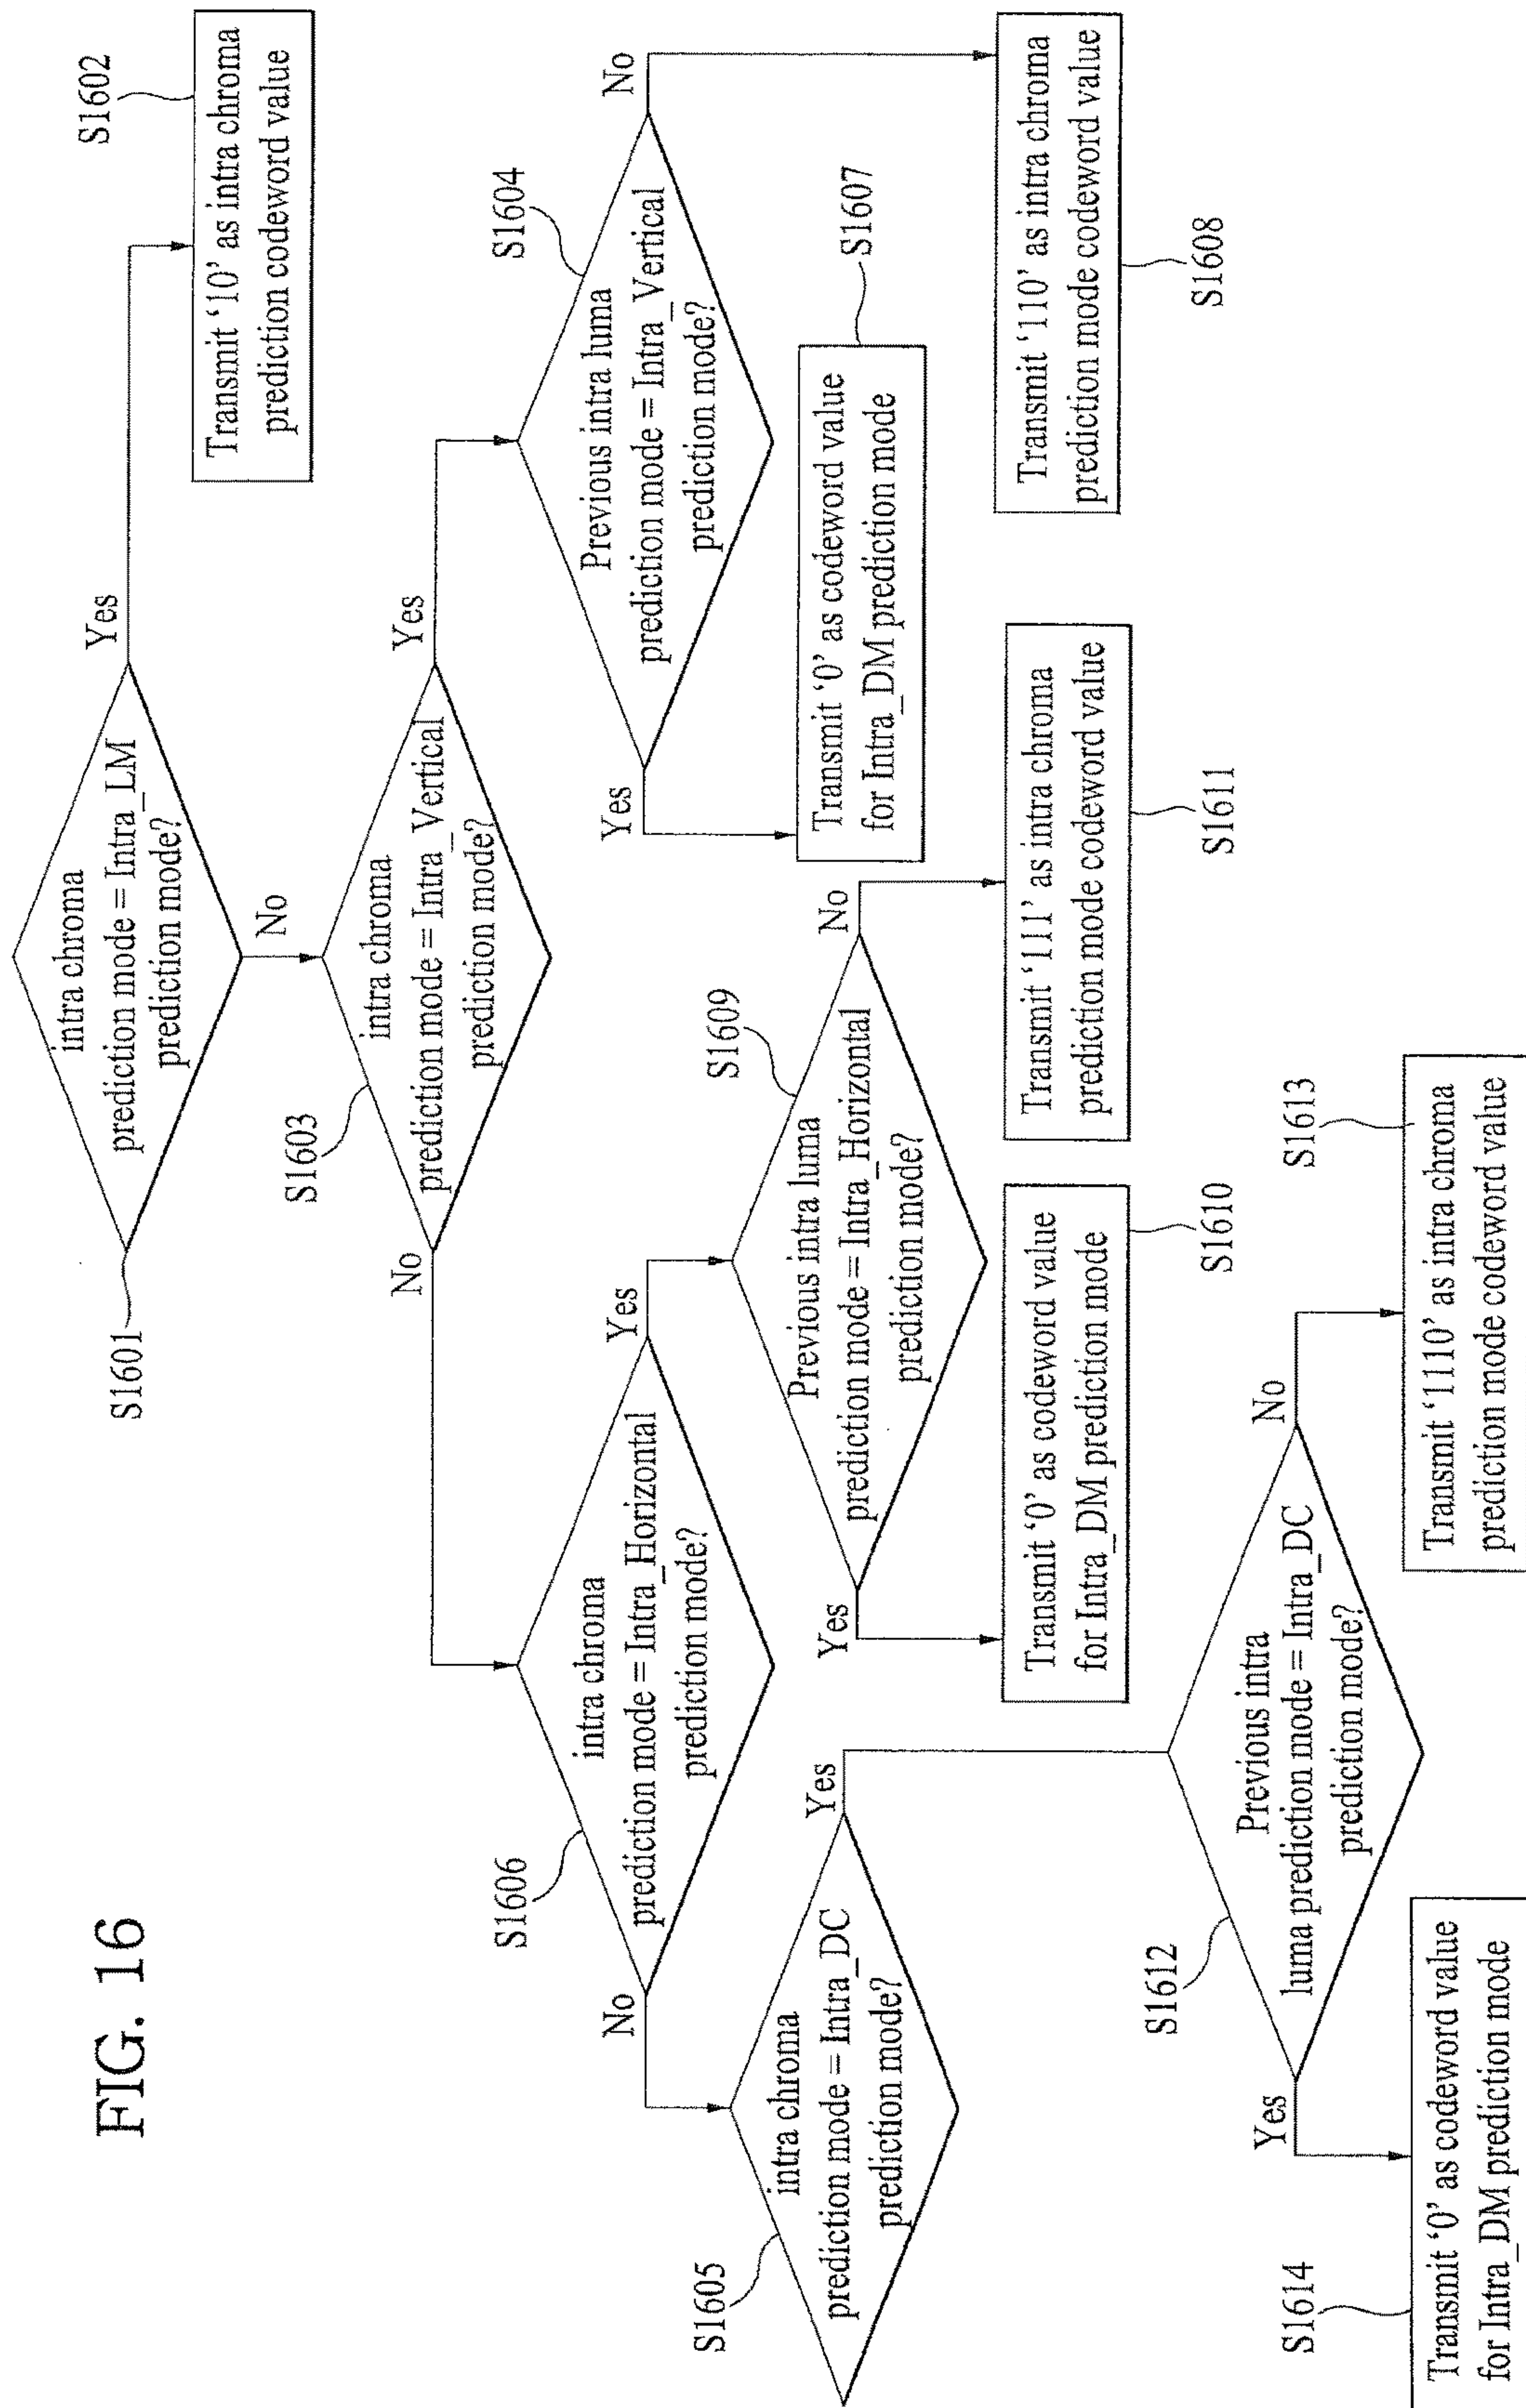 FIG. 16
S1601
intra chroma
prediction mode = Intra_LM
prediction mode?
Yes
No
S1602
Transmit ‘10’ as intra chroma
prediction codeword value
S1603
intra chroma
prediction mode = Intra_Vertical
prediction mode?
No
Yes
S1604
Previous intra luma
prediction mode = Intra_Vertical
prediction mode?
Yes
No
S1606
intra chroma
prediction mode = Intra_Horizontal
prediction mode?
No
Yes
Transmit ‘0’ as codeword value
for Intra_DM prediction mode
S1607
Transmit ‘110’ as intra chroma
prediction mode codeword value
S1608
S1605
intra chroma
prediction mode = Intra_DC
prediction mode?
Yes
S1609
Previous intra luma
prediction mode = Intra_Horizontal
prediction mode?
Yes
No
Transmit ‘0’ as codeword value
for Intra_DM prediction mode
S1610
Transmit ‘111’ as intra chroma
prediction mode codeword value
S1611
S1612
Previous intra
luma prediction mode = Intra_DC
prediction mode?
Yes
No
S1614
Transmit ‘0’ as codeword value
for Intra_DM prediction mode
S1613
Transmit ‘1110’ as intra chroma
prediction mode codeword value